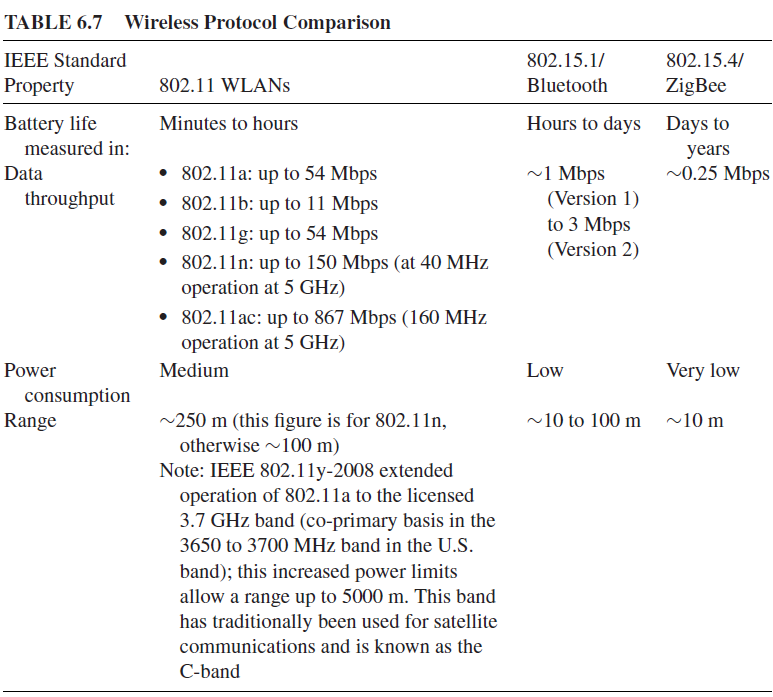 TABLE 6.7 Wireless Protocol Comparison
IEEE Standard
Property
802.11 WLANs
802.15.1/
Bluetooth
802.15.4/
ZigBee
Battery life
measured in:
Minutes to hours
Hours to days
Days to
years
Data
throughput
• 802.11a: up to 54 Mbps
• 802.11b: up to 11 Mbps
• 802.11g: up to 54 Mbps
• 802.11n: up to 150 Mbps (at 40 MHz
operation at 5 GHz)
• 802.11ac: up to 867 Mbps (160 MHz
operation at 5 GHz)
~1 Mbps
(Version 1)
to 3 Mbps
(Version 2)
~0.25 Mbps
Power
consumption
Medium
Low
Very low
Range
~250 m (this figure is for 802.11n,
otherwise ~100 m)
Note: IEEE 802.11y-2008 extended
operation of 802.11a to the licensed
3.7 GHz band (co-primary basis in the
3650 to 3700 MHz band in the U.S.
band); this increased power limits
allow a range up to 5000 m. This band
has traditionally been used for satellite
communications and is known as the
C-band
~10 to 100 m
~10 m